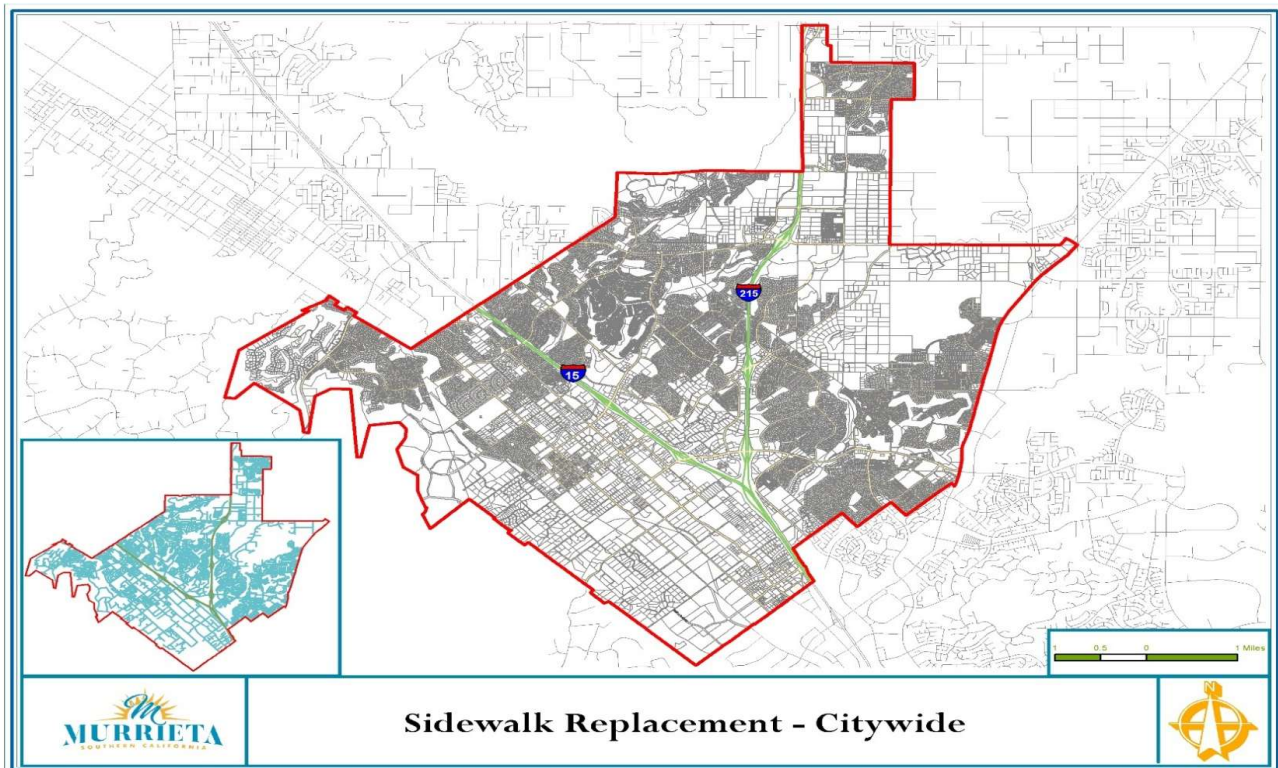 215
15
1 0.5 0 1 Miles
M
MURRIETA
SOUTHERN CALIFORNIA
Sidewalk Replacement - Citywide
N